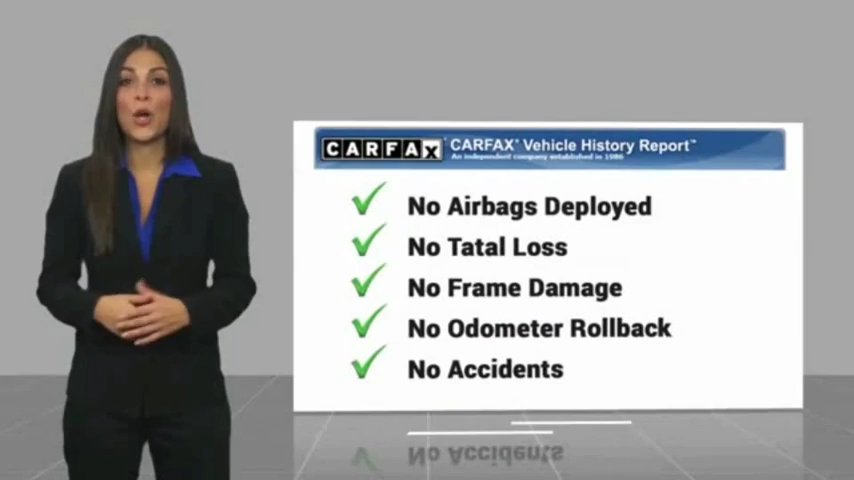 CARFAX CARFAX® Vehicle History Report™
An independent company established in 1986
No Airbags Deployed
No Tatal Loss
No Frame Damage
No Odometer Rollback
No Accidents
No Accidents